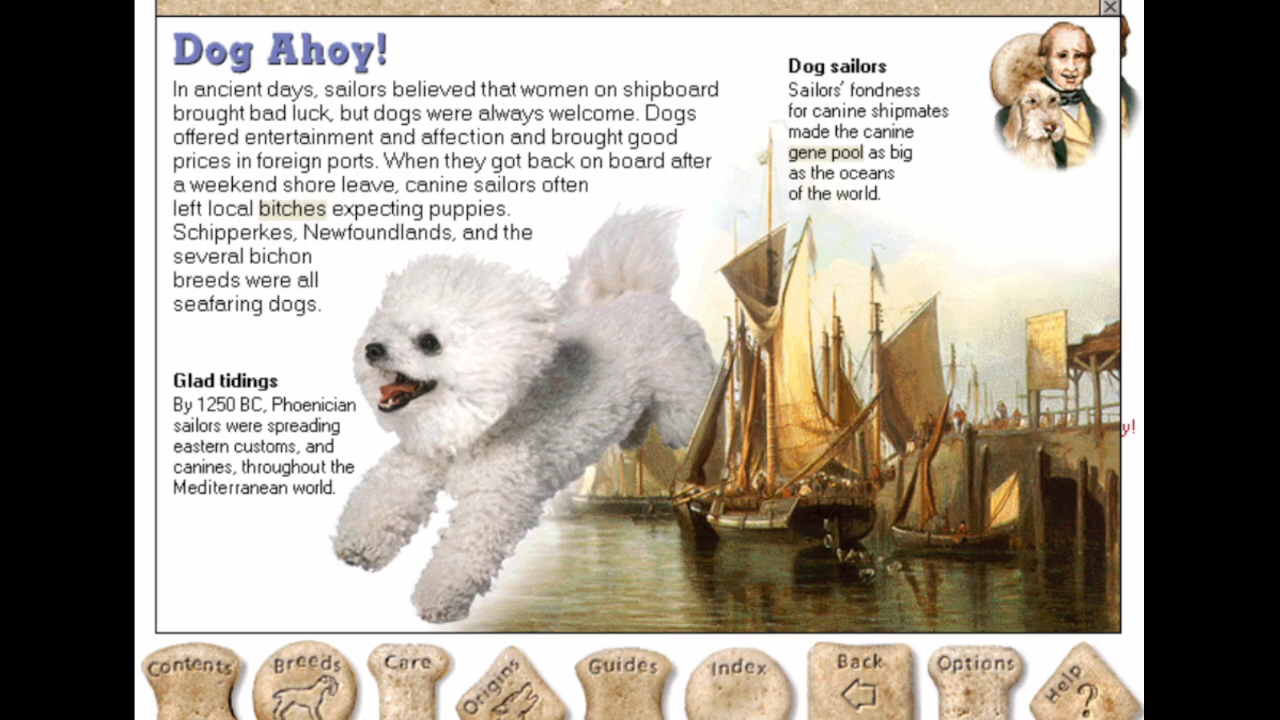 Dog Ahoy!
In ancient days, sailors believed that women on shipboard
brought bad luck, but dogs were always welcome. Dogs
offered entertainment and affection and brought good
prices in foreign ports. When they got back on board after
a weekend shore leave, canine sailors often
left local bitches expecting puppies.
Schipperkes, Newfoundlands, and the
several bichon
breeds were all
seafaring dogs.
Glad tidings
By 1250 BC, Phoenician
sailors were spreading
eastern customs, and
canines, throughout the
Mediterranean world.
Dog sailors
Sailors' fondness
for canine shipmates
made the canine
gene pool as big
as the oceans
of the world.
y!
Contents
Breeds
Care
Origins
Guides
Index
Back
Options
Help
?